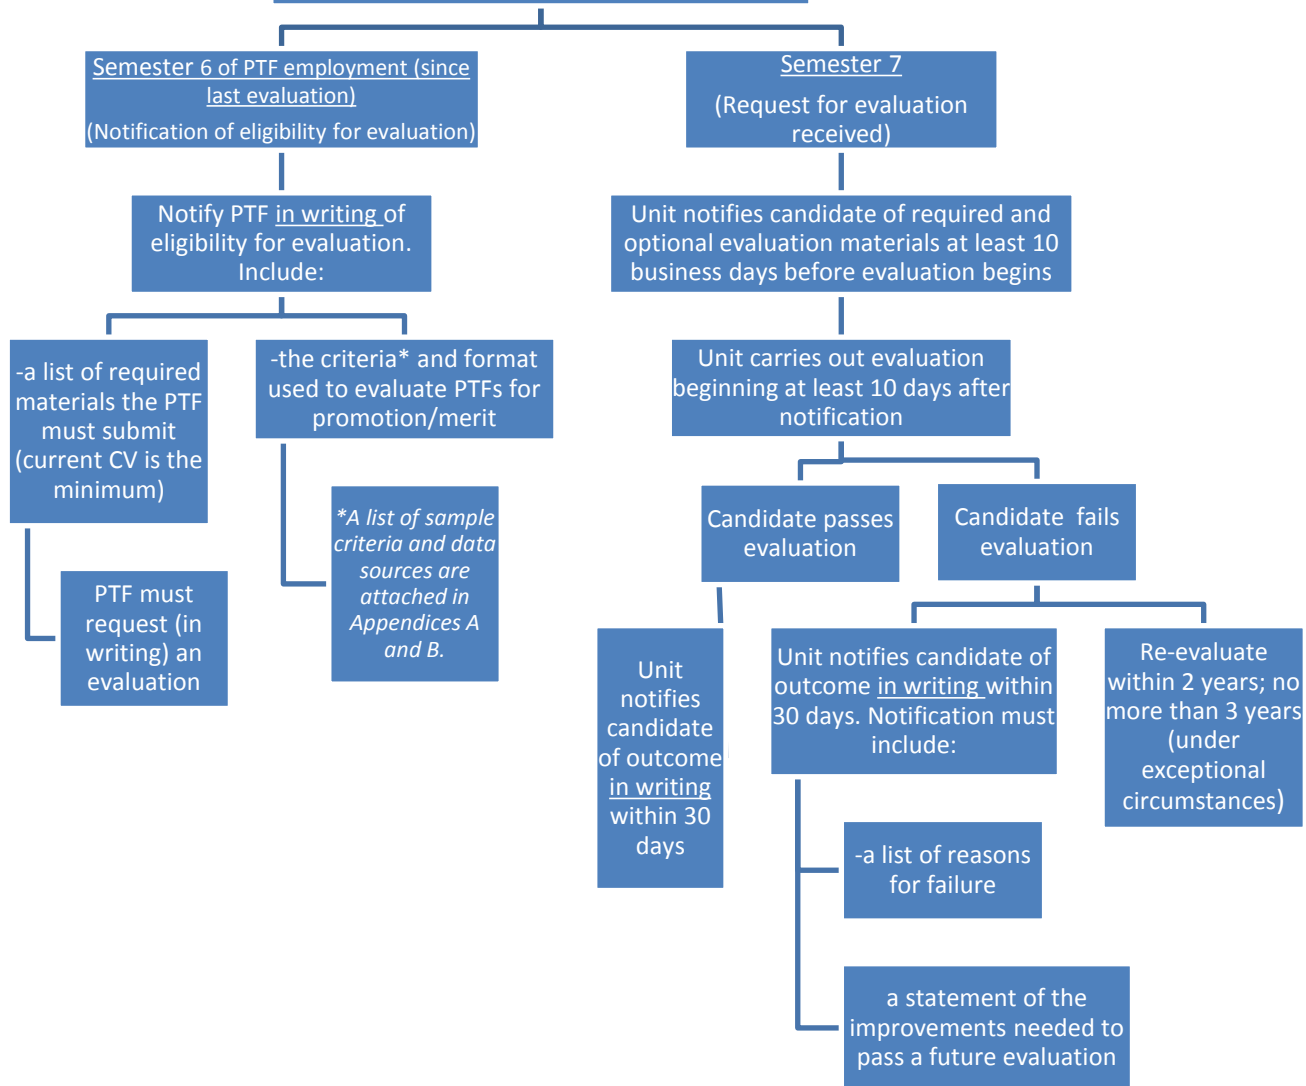 Semester 6 of PTF employment (since
last evaluation)
(Notification of eligibility for evaluation)
Semester 7
(Request for evaluation
received)
Notify PTF in writing of
eligibility for evaluation.
Include:
Unit notifies candidate of required and
optional evaluation materials at least 10
business days before evaluation begins
-a list of required
materials the PTF
must submit
(current CV is the
minimum)
-the criteria* and format
used to evaluate PTFs for
promotion/merit
Unit carries out evaluation
beginning at least 10 days after
notification
PTF must
request (in
writing) an
evaluation
*A list of sample
criteria and data
sources are
attached in
Appendices A
and B.
Candidate passes
evaluation
Candidate fails
evaluation
Unit
notifies
candidate
of outcome
in writing
within 30
days
Unit notifies candidate of
outcome in writing within
30 days. Notification must
include:
Re-evaluate
within 2 years; no
more than 3 years
(under
exceptional
circumstances)
-a list of reasons
for failure
a statement of the
improvements needed to
pass a future evaluation